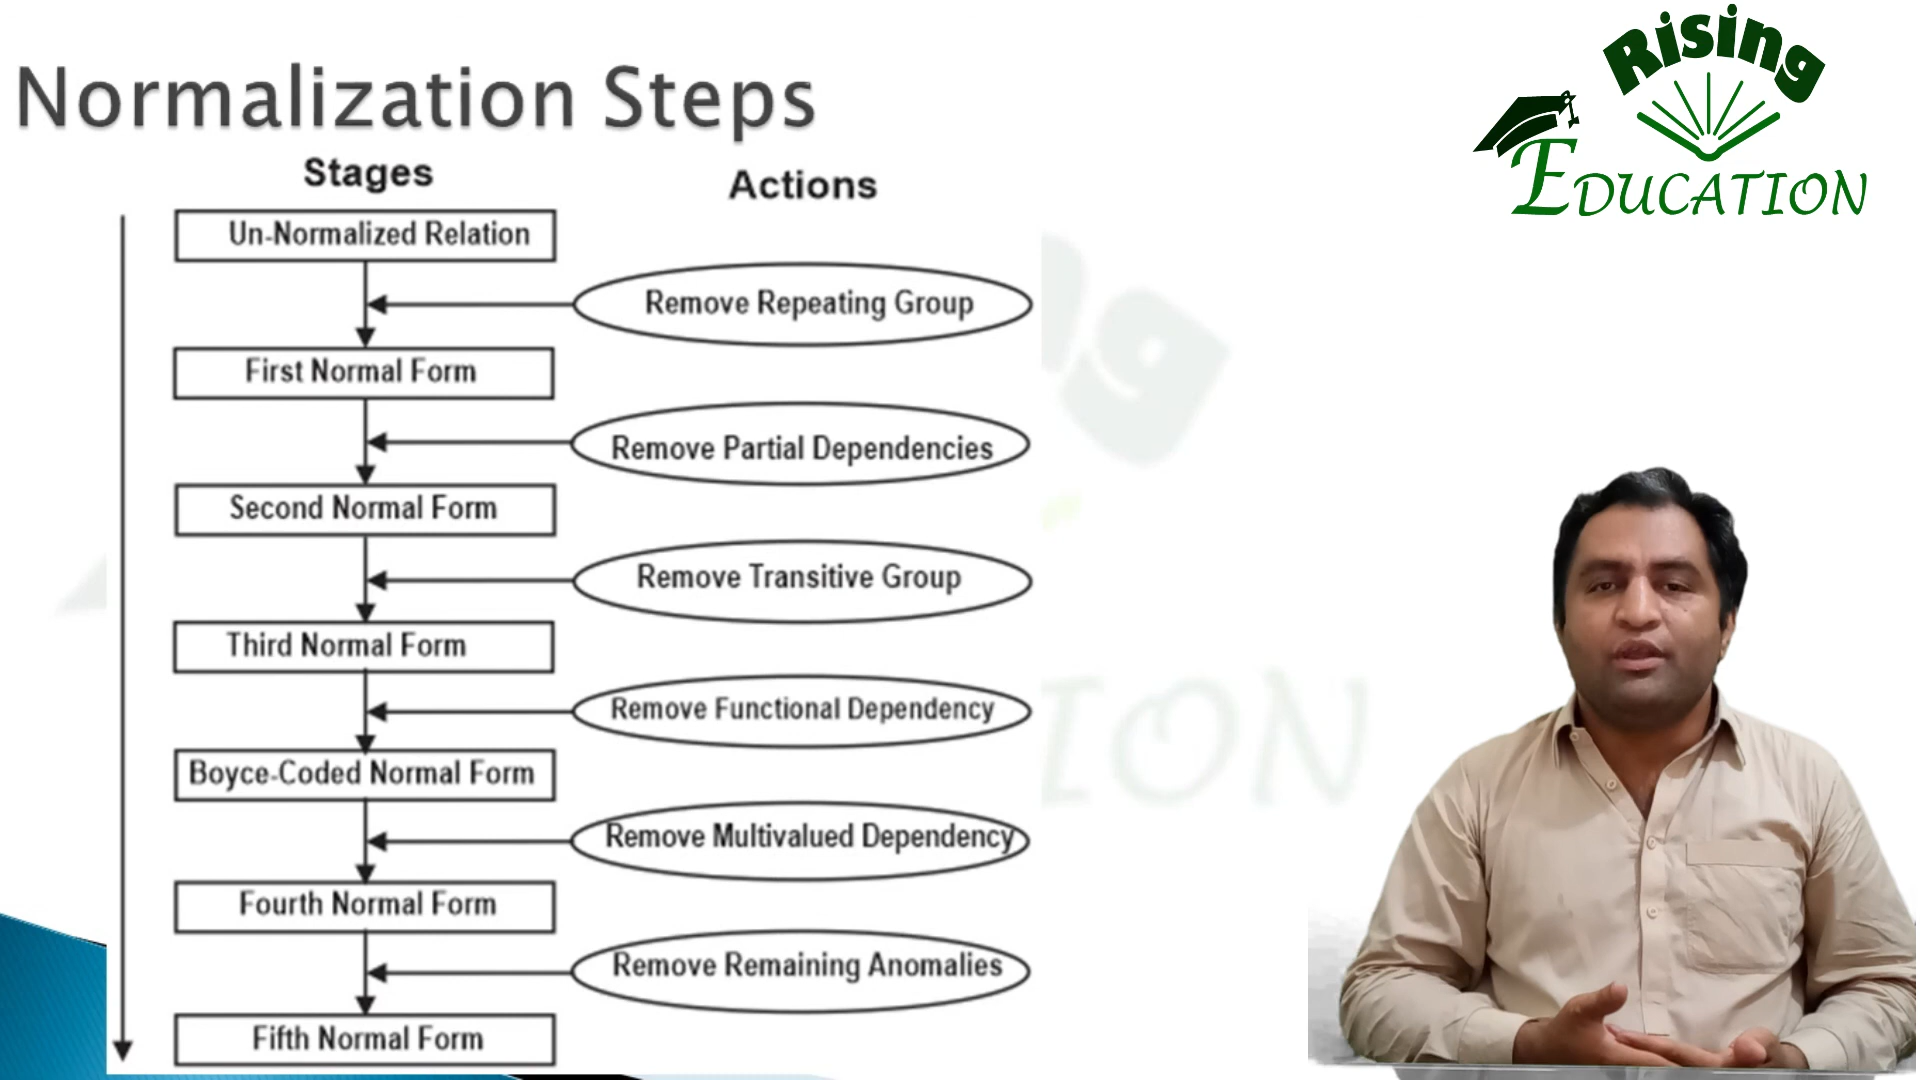 Normalization Steps
Rising
EDUCATION
Stages
Actions
Un-Normalized Relation
Remove Repeating Group
First Normal Form
Remove Partial Dependencies
Second Normal Form
Remove Transitive Group
Third Normal Form
Remove Functional Dependency
Boyce-Coded Normal Form
Remove Multivalued Dependency
Fourth Normal Form
Remove Remaining Anomalies
Fifth Normal Form